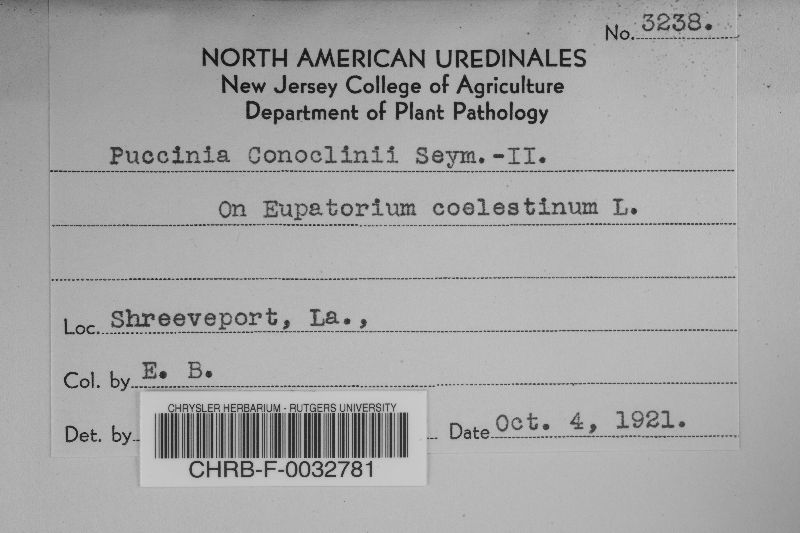 No. 3238.
NORTH AMERICAN UREDINALES
New Jersey College of Agriculture
Department of Plant Pathology
Puccinia Conoclinii Seym.-II.
On Eupatorium coelestinum L.
Loc. Shreeveport, La.,
Col. by E. B.
Det. by
Date Oct. 4, 1921.
CHRYSLER HERBARIUM - RUTGERS UNIVERSITY
CHRB-F-0032781